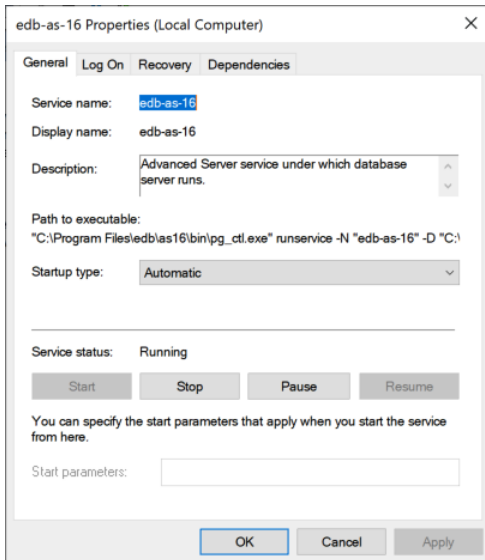 edb-as-16 Properties (Local Computer)
General Log On Recovery Dependencies
Service name: edb-as-16
Display name: edb-as-16
Description: Advanced Server service under which database
server runs.
Path to executable:
"C:\Program Files\edb\as16\bin\pg_ctl.exe" runservice -N "edb-as-16" -D "C:\
Startup type: Automatic
Service status: Running
Start Stop Pause Resume
You can specify the start parameters that apply when you start the service
from here.
Start parameters:
OK Cancel Apply